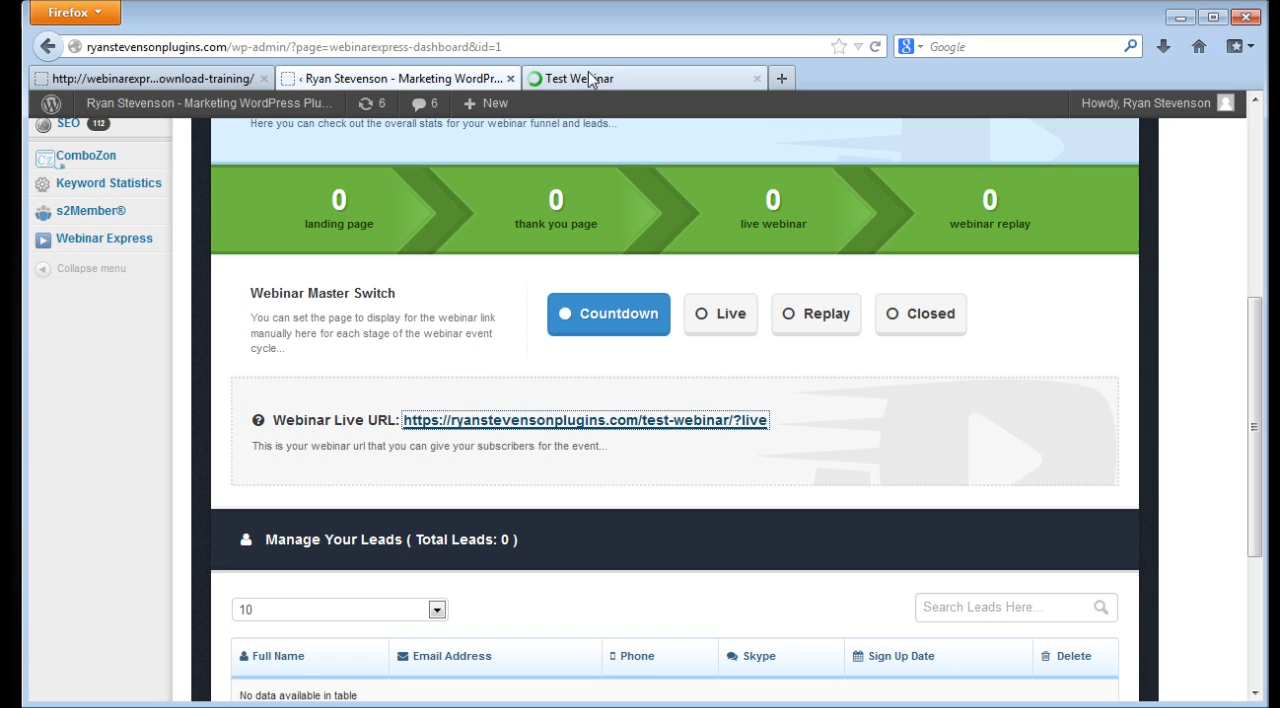 Firefox
ryanstevensonplugins.com/wp-admin/?page=webinarexpress-dashboard&id=1
Google
http://webinarexpr...ownload-training/
‹ Ryan Stevenson - Marketing WordPr...
Test Webinar
Ryan Stevenson - Marketing WordPress Plu...
6
6
New
Howdy, Ryan Stevenson
SEO 112
ComboZon
Keyword Statistics
s2Member®
Webinar Express
Collapse menu
Here you can check out the overall stats for your webinar funnel and leads...
0
landing page
0
thank you page
0
live webinar
0
webinar replay
Webinar Master Switch
You can set the page to display for the webinar link
manually here for each stage of the webinar event
cycle...
Countdown
Live
Replay
Closed
Webinar Live URL: https://ryanstevensonplugins.com/test-webinar/?live
This is your webinar url that you can give your subscribers for the event...
Manage Your Leads ( Total Leads: 0 )
10
Search Leads Here...
Full Name
Email Address
Phone
Skype
Sign Up Date
Delete
No data available in table